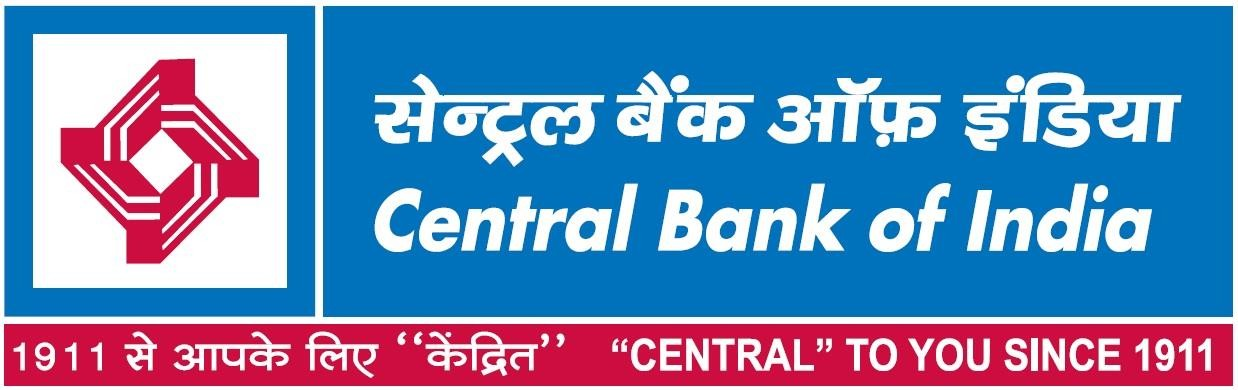 सेन्ट्रल बैंक ऑफ़ इंडिया
Central Bank of India
1911 से आपके लिए ‘‘केंद्रित’’ “CENTRAL” TO YOU SINCE 1911